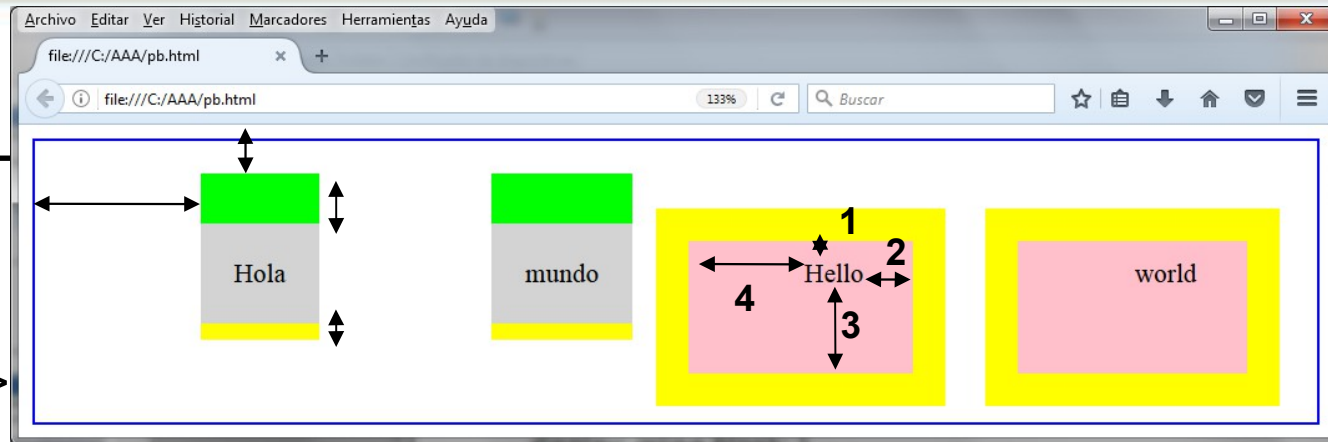 Archivo Editar Ver Historial Marcadores Herramientas Ayuda
file:///C:/AAA/pb.html × +
file:///C:/AAA/pb.html 133% Buscar
1
2
Hola mundo Hello world
4
3
>